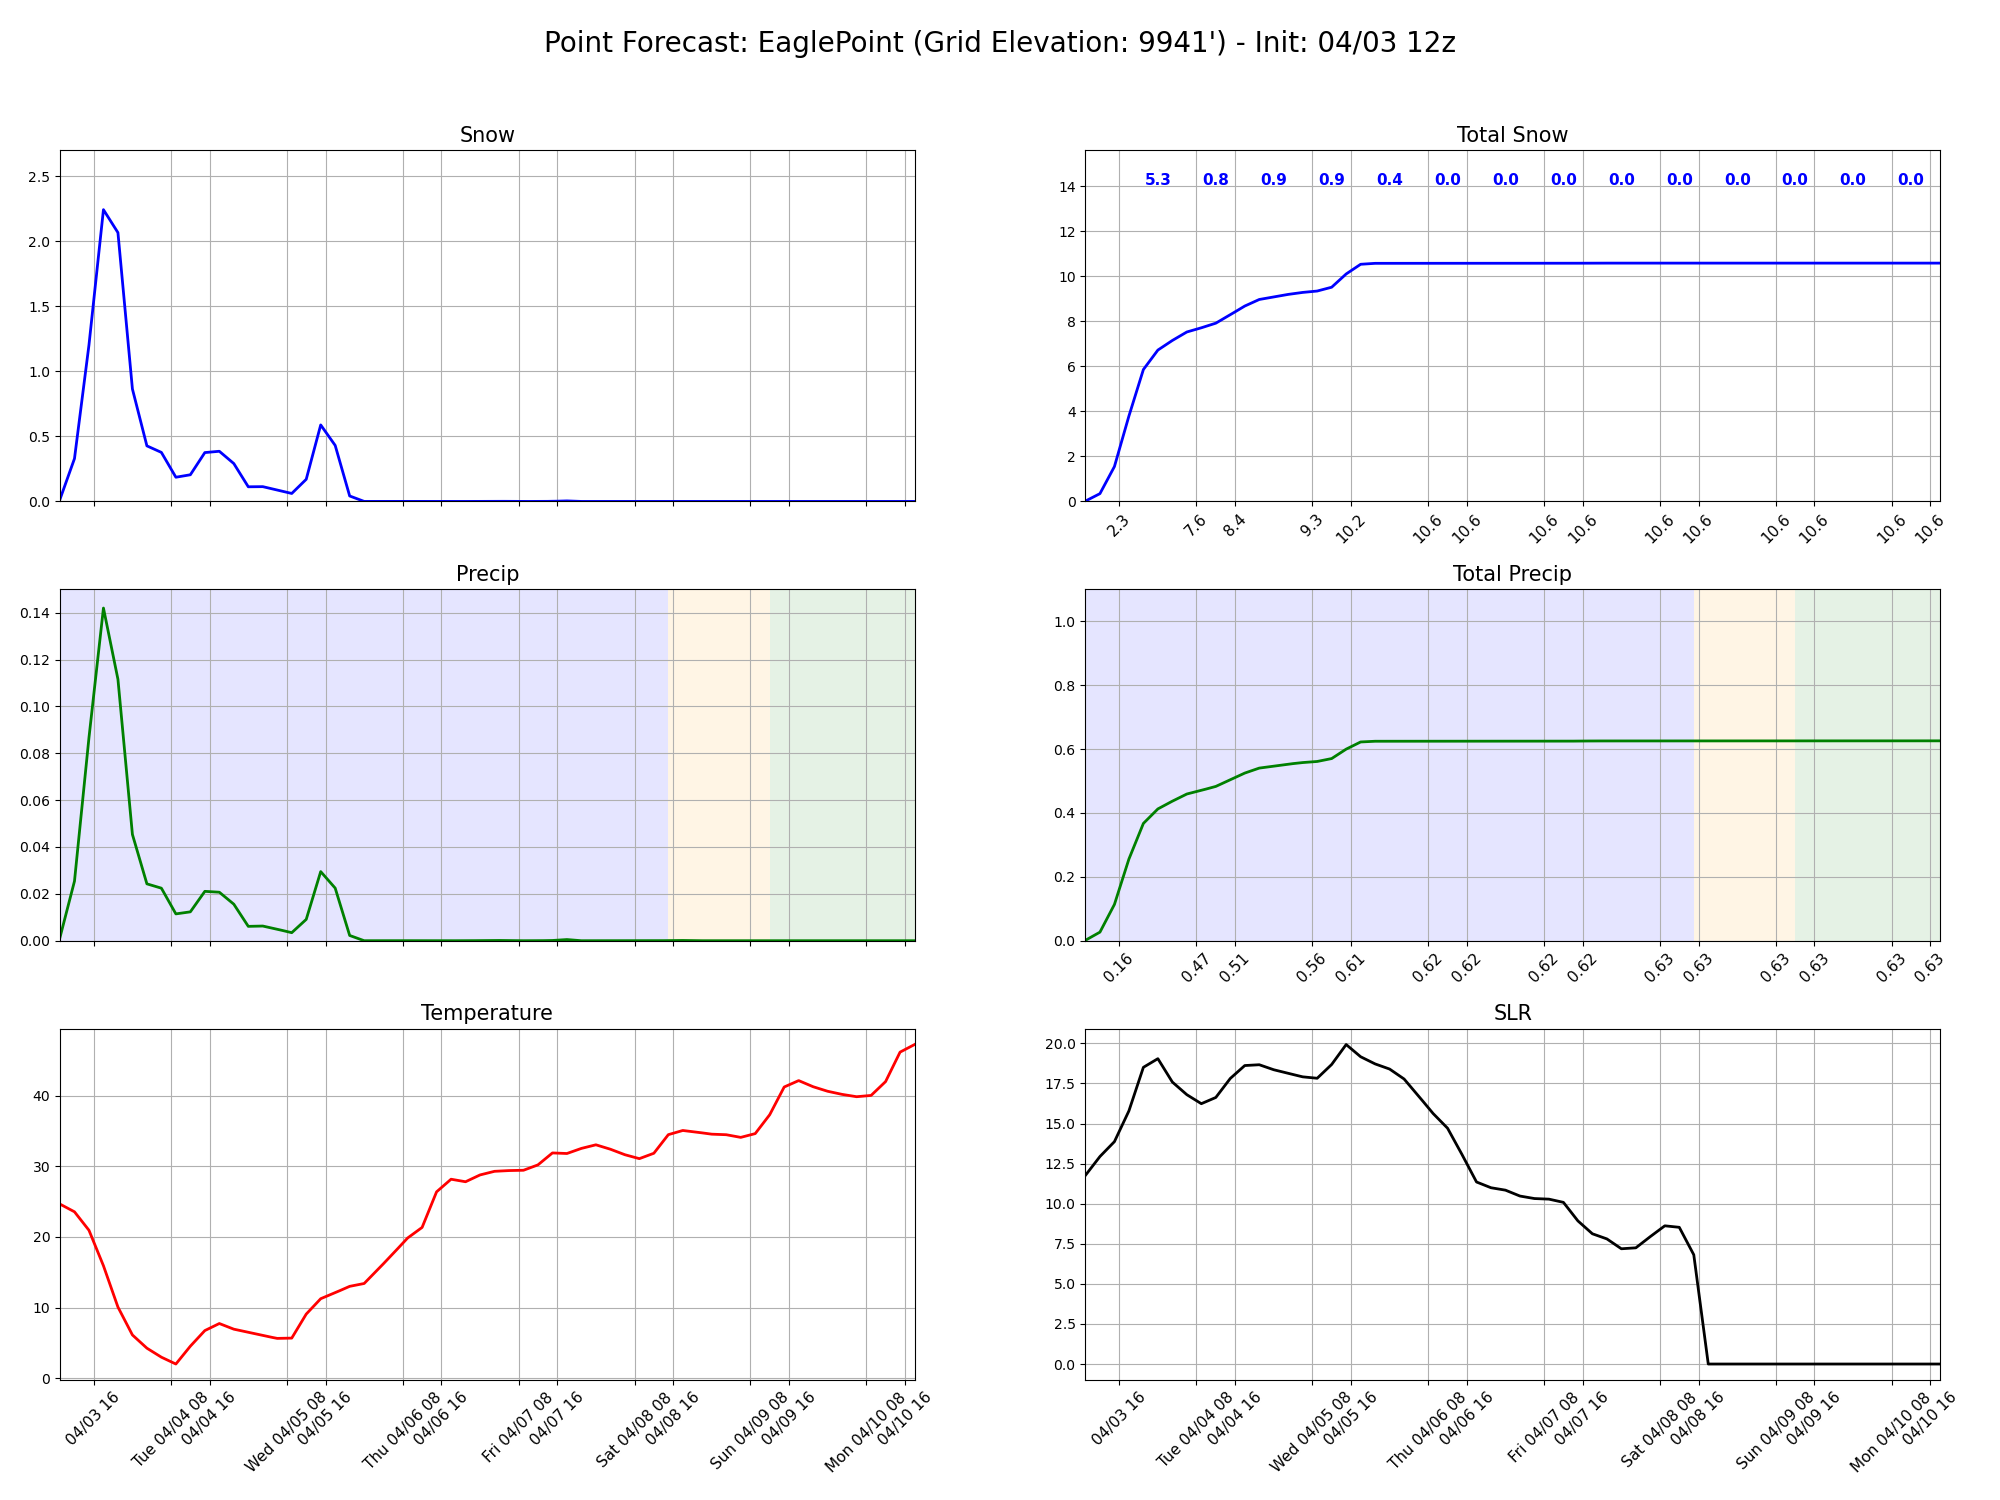 Point Forecast: EaglePoint (Grid Elevation: 9941') - Init: 04/03 12z
Snow
2.5
2.0
1.5
1.0
0.5
0.0
Total Snow
5.3 0.8 0.9 0.9 0.4 0.0 0.0 0.0 0.0 0.0 0.0 0.0 0.0 0.0
14
12
10
8
6
4
2
0
2.3 7.6 8.4 9.3 10.2 10.6 10.6 10.6 10.6 10.6 10.6 10.6 10.6 10.6 10.6
Precip
0.14
0.12
0.10
0.08
0.06
0.04
0.02
0.00
Total Precip
1.0
0.8
0.6
0.4
0.2
0.0
0.16 0.47 0.51 0.56 0.61 0.62 0.62 0.62 0.62 0.63 0.63 0.63 0.63 0.63 0.63
Temperature
40
30
20
10
0
04/03 16
Tue 04/04 08
04/04 16
Wed 04/05 08
04/05 16
Thu 04/06 08
04/06 16
Fri 04/07 08
04/07 16
Sat 04/08 08
04/08 16
Sun 04/09 08
04/09 16
Mon 04/10 08
04/10 16
SLR
20.0
17.5
15.0
12.5
10.0
7.5
5.0
2.5
0.0
04/03 16
Tue 04/04 08
04/04 16
Wed 04/05 08
04/05 16
Thu 04/06 08
04/06 16
Fri 04/07 08
04/07 16
Sat 04/08 08
04/08 16
Sun 04/09 08
04/09 16
Mon 04/10 08
04/10 16